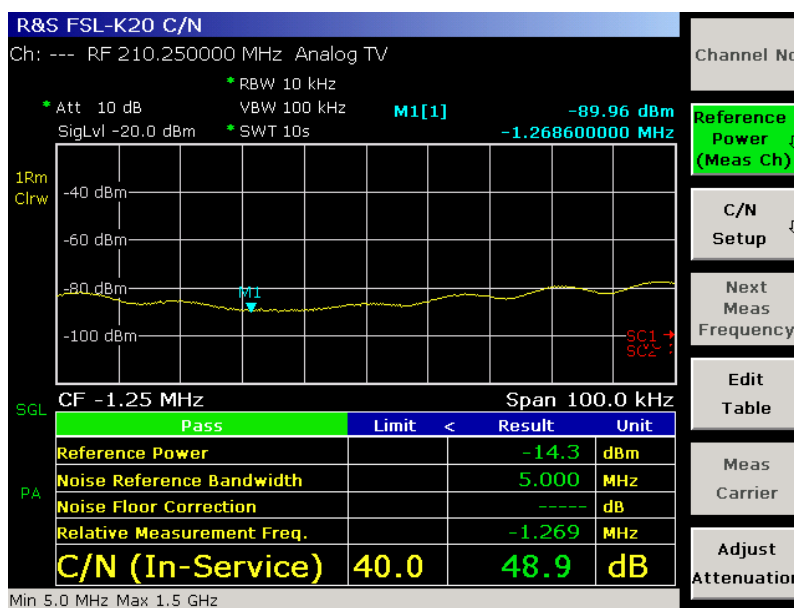 R&S FSL-K20 C/N
Ch: --- RF 210.250000 MHz Analog TV
* RBW 10 kHz
* Att 10 dB VBW 100 kHz M1[1] -89.96 dBm
SigLvl -20.0 dBm * SWT 10s -1.268600000 MHz
1Rm
Clrw
-40 dBm
-60 dBm
-80 dBm
M1
-100 dBm
SC1
SC2
CF -1.25 MHz Span 100.0 kHz
SGL
PA
Pass Limit < Result Unit
Reference Power -14.3 dBm
Noise Reference Bandwidth 5.000 MHz
Noise Floor Correction ----- dB
Relative Measurement Freq. -1.269 MHz
C/N (In-Service) 40.0 48.9 dB
Min 5.0 MHz Max 1.5 GHz
Channel No
Reference
Power
(Meas Ch)
C/N
Setup
Next
Meas
Frequency
Edit
Table
Meas
Carrier
Adjust
Attenuation